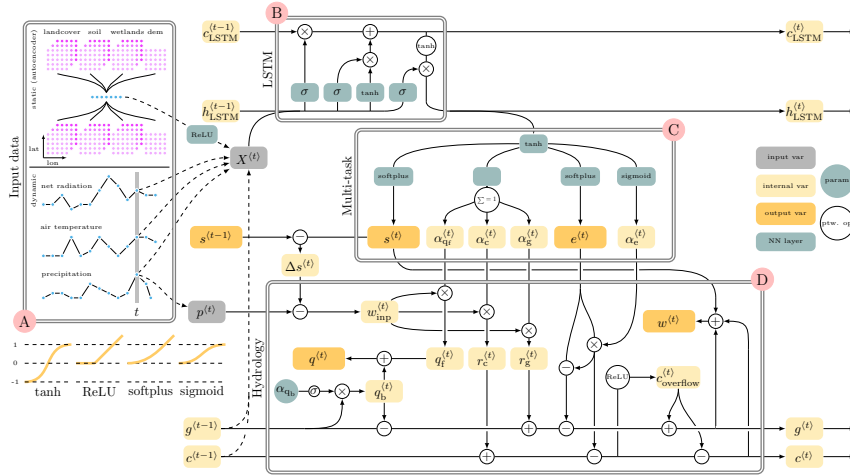 B
landcover soil wetlands dem
static (autoencoder)
Input data
lat
lon
ReLU
dynamic
net radiation
air temperature
precipitation
t
A
1
0
-1
tanh ReLU softplus sigmoid
c_LSTM^⟨t−1⟩
h_LSTM^⟨t−1⟩
X^⟨t⟩
LSTM
× + tanh
× ×
σ σ tanh σ
c_LSTM^⟨t⟩
h_LSTM^⟨t⟩
C
Multi-task
tanh
softplus softplus sigmoid
∑ = 1
s^⟨t−1⟩ − s^⟨t⟩ α_qf^⟨t⟩ α_c^⟨t⟩ α_g^⟨t⟩ e^⟨t⟩ α_e^⟨t⟩
Δs^⟨t⟩
input var
internal var
output var
NN layer
param
ptw. op
D
Hydrology
p^⟨t⟩ − w_inp^⟨t⟩ × × × w^⟨t⟩ +
q^⟨t⟩ + q_f^⟨t⟩ r_c^⟨t⟩ r_g^⟨t⟩ − ×
α_qb σ × q_b^⟨t⟩ ReLU c_overflow^⟨t⟩
g^⟨t−1⟩ − + − + g^⟨t⟩
c^⟨t−1⟩ + − − c^⟨t⟩